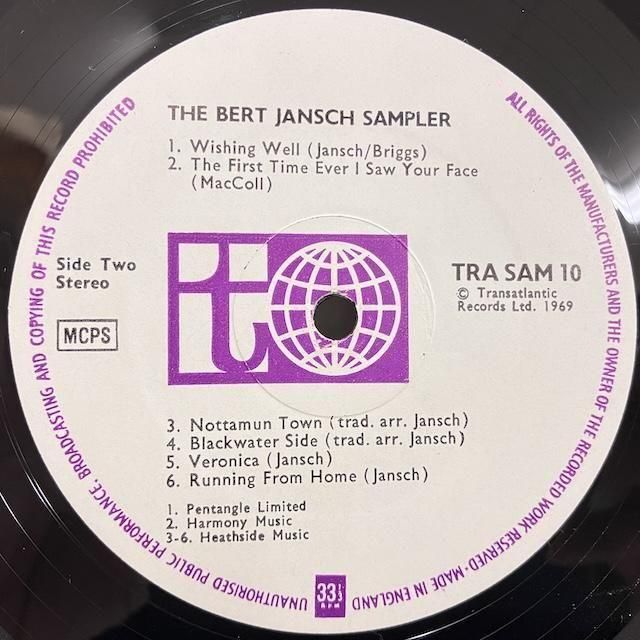 THE BERT JANSCH SAMPLER
1. Wishing Well (Jansch/Briggs)
2. The First Time Ever I Saw Your Face
(MacColl)
Side Two
Stereo
MCPS
to
TRA SAM 10
© Transatlantic
Records Ltd. 1969
3. Nottamun Town (trad. arr. Jansch)
4. Blackwater Side (trad. arr. Jansch)
5. Veronica (Jansch)
6. Running From Home (Jansch)
1. Pentangle Limited
2. Harmony Music
3-6. Heathside Music
33⅓
RPM
ALL RIGHTS OF THE MANUFACTURERS AND THE OWNER OF THE RECORDED WORK RESERVED · MADE IN ENGLAND
UNAUTHORISED PUBLIC PERFORMANCE, BROADCASTING AND COPYING OF THIS RECORD PROHIBITED